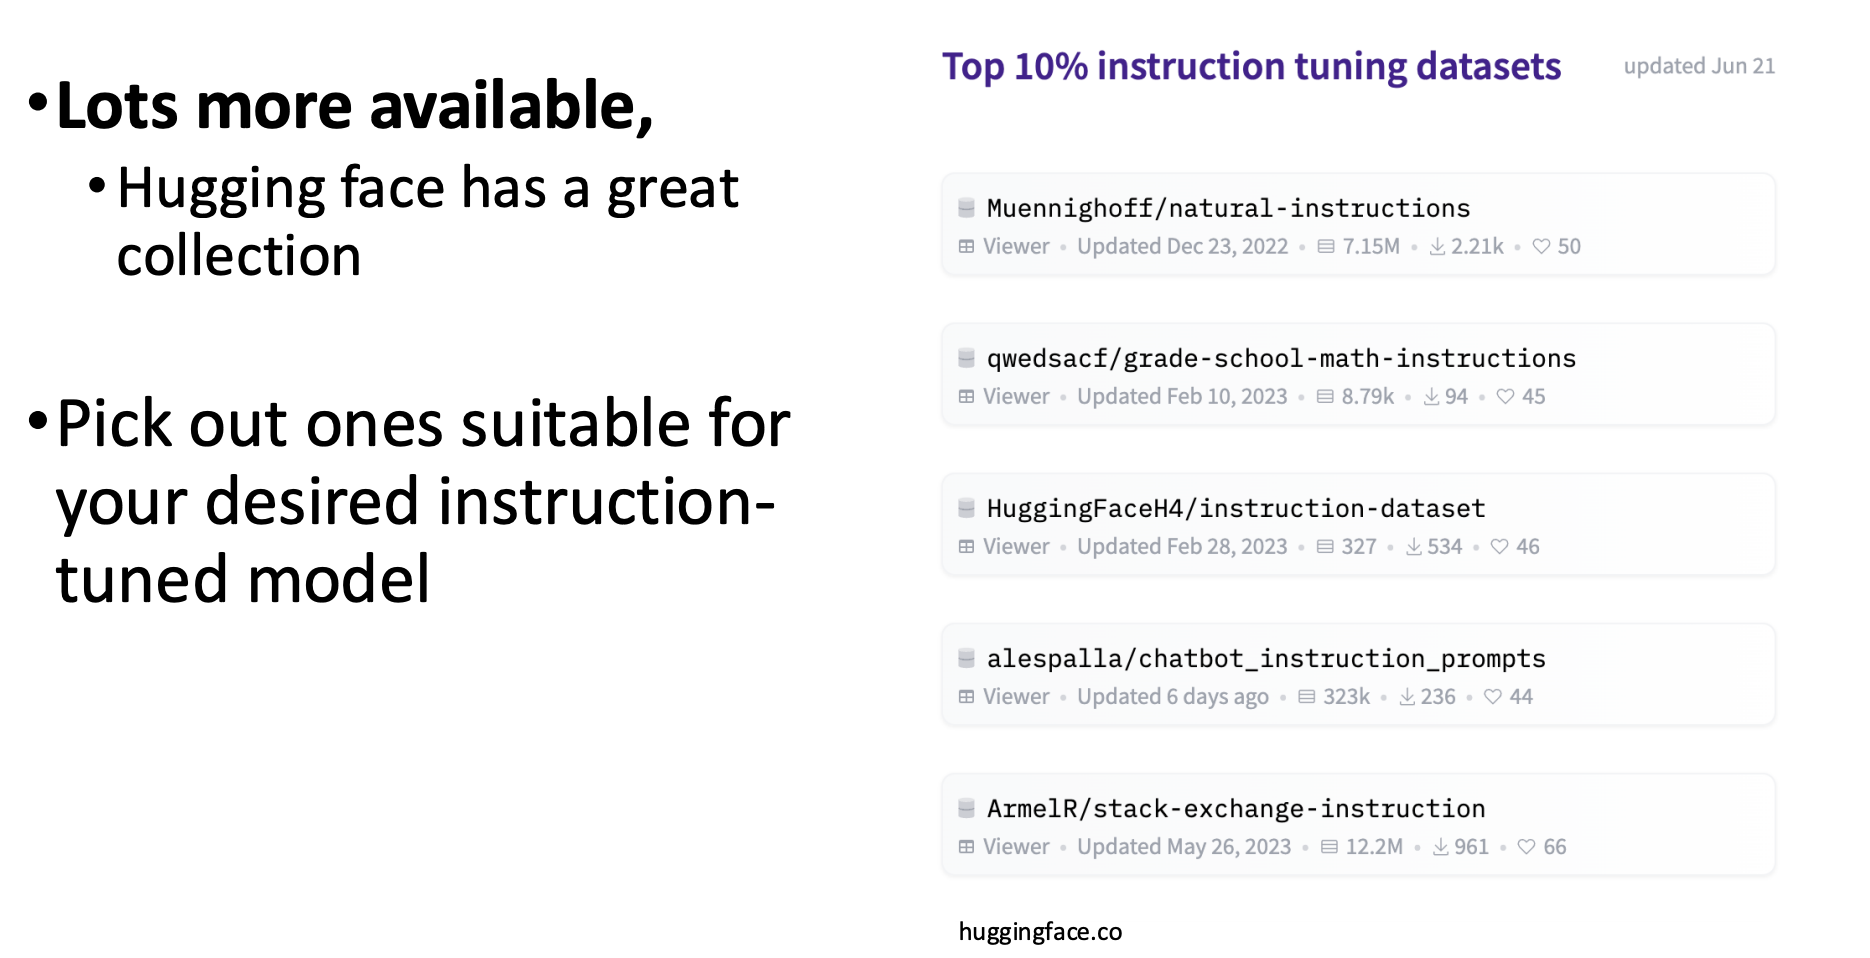 •Lots more available,
•Hugging face has a great
collection
•Pick out ones suitable for
your desired instruction-
tuned model
Top 10% instruction tuning datasets updated Jun 21
Muennighoff/natural-instructions
Viewer • Updated Dec 23, 2022 • 7.15M • 2.21k • 50
qwedsacf/grade-school-math-instructions
Viewer • Updated Feb 10, 2023 • 8.79k • 94 • 45
HuggingFaceH4/instruction-dataset
Viewer • Updated Feb 28, 2023 • 327 • 534 • 46
alespalla/chatbot_instruction_prompts
Viewer • Updated 6 days ago • 323k • 236 • 44
ArmelR/stack-exchange-instruction
Viewer • Updated May 26, 2023 • 12.2M • 961 • 66
huggingface.co